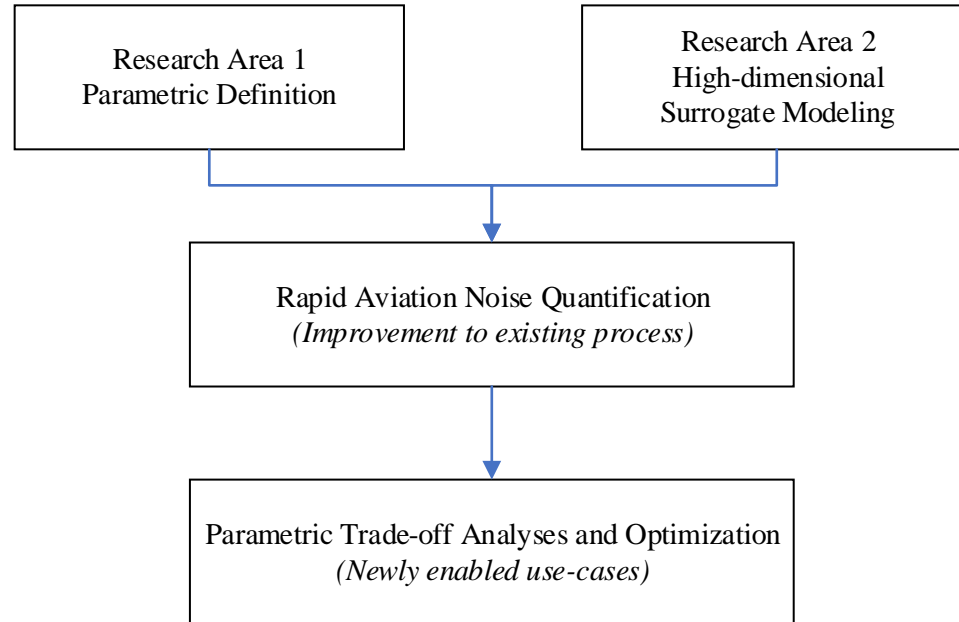 Research Area 1
Parametric Definition
Research Area 2
High-dimensional
Surrogate Modeling
Rapid Aviation Noise Quantification
(Improvement to existing process)
Parametric Trade-off Analyses and Optimization
(Newly enabled use-cases)